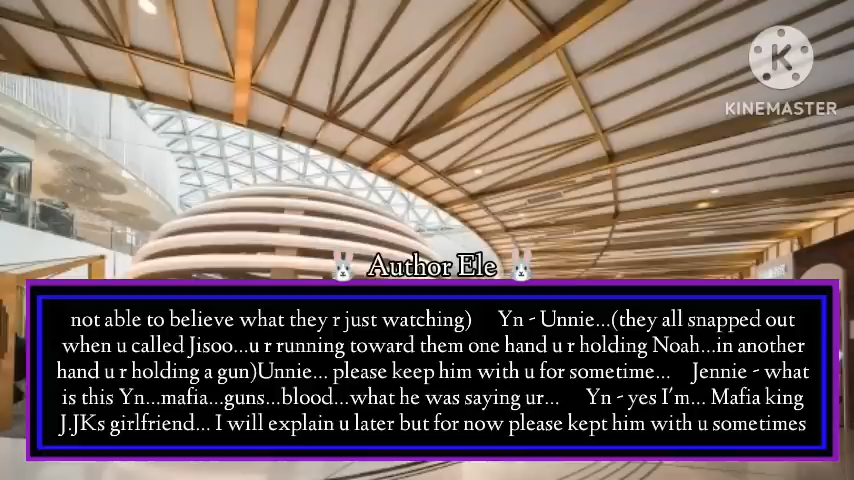 KINEMASTER
Author Ele
not able to believe what they r just watching) Yn - Unnie...(they all snapped out
when u called Jisoo...u r running toward them one hand u r holding Noah...in another
hand u r holding a gun)Unnie... please keep him with u for sometime... Jennie - what
is this Yn...mafia...guns...blood...what he was saying ur... Yn - yes I'm... Mafia king
J.JKs girlfriend... I will explain u later but for now please kept him with u sometimes